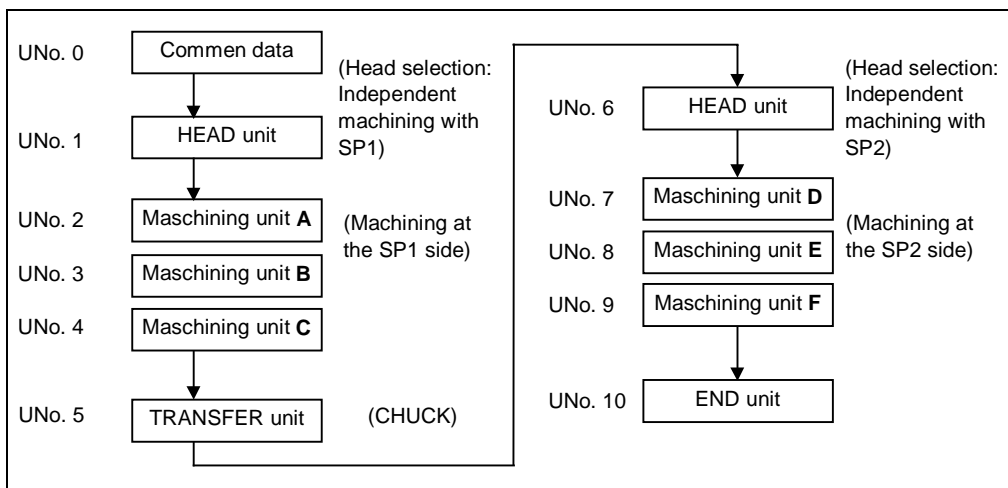 UNo. 0
Commen data
(Head selection:
Independent
machining with
SP1)
UNo. 1
HEAD unit
UNo. 2
Maschining unit A
(Machining at
the SP1 side)
UNo. 3
Maschining unit B
UNo. 4
Maschining unit C
UNo. 5
TRANSFER unit
(CHUCK)
UNo. 6
HEAD unit
(Head selection:
Independent
machining with
SP2)
UNo. 7
Maschining unit D
(Machining at
the SP2 side)
UNo. 8
Maschining unit E
UNo. 9
Maschining unit F
UNo. 10
END unit